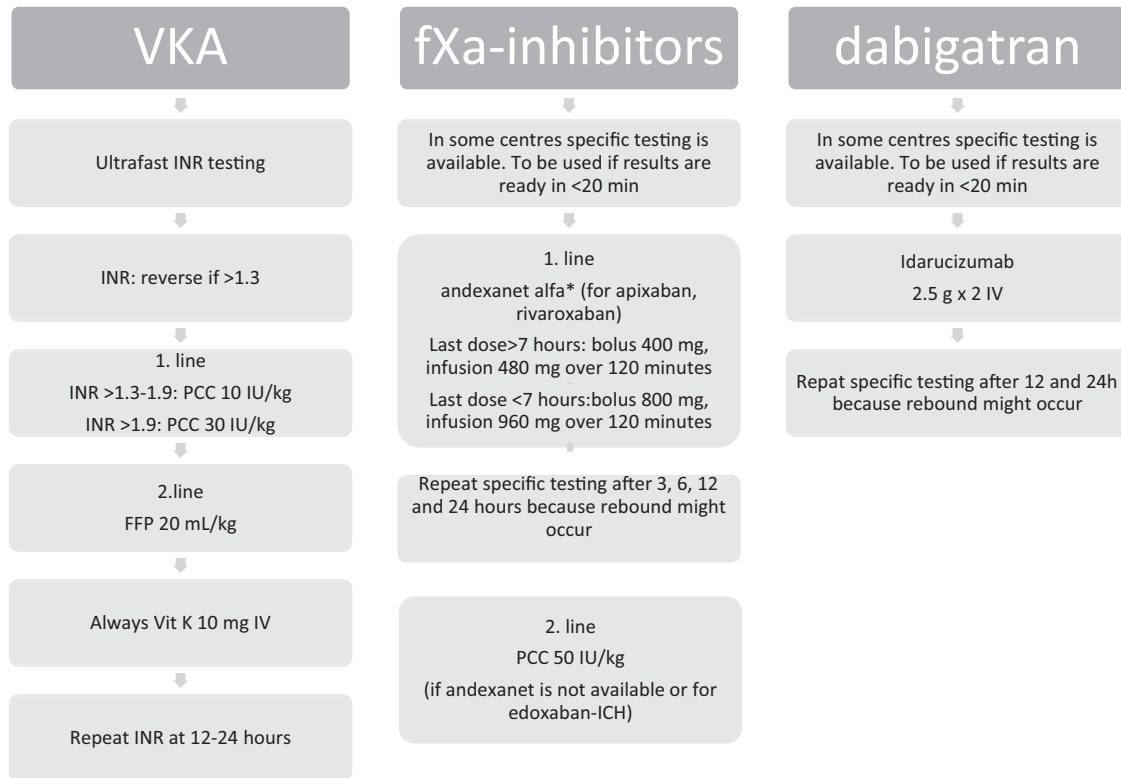 VKA
Ultrafast INR testing
INR: reverse if >1.3
1. line
INR >1.3-1.9: PCC 10 IU/kg
INR >1.9: PCC 30 IU/kg
2.line
FFP 20 mL/kg
Always Vit K 10 mg IV
Repeat INR at 12-24 hours
fXa-inhibitors
In some centres specific testing is
available. To be used if results are
ready in <20 min
1. line
andexanet alfa* (for apixaban,
rivaroxaban)
Last dose>7 hours: bolus 400 mg,
infusion 480 mg over 120 minutes
Last dose <7 hours:bolus 800 mg,
infusion 960 mg over 120 minutes
Repeat specific testing after 3, 6, 12
and 24 hours because rebound might
occur
2. line
PCC 50 IU/kg
(if andexanet is not available or for
edoxaban-ICH)
dabigatran
In some centres specific testing is
available. To be used if results are
ready in <20 min
Idarucizumab
2.5 g x 2 IV
Repat specific testing after 12 and 24h
because rebound might occur